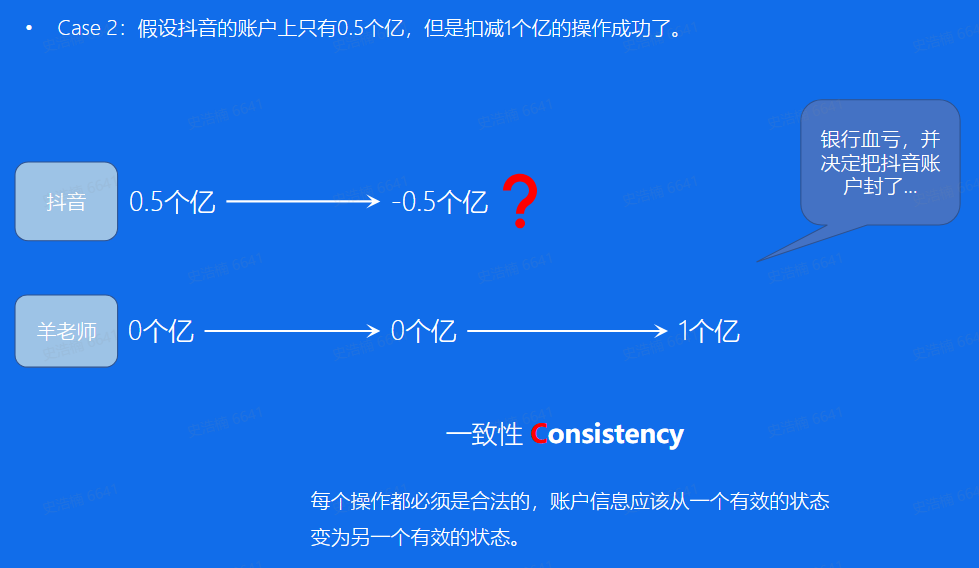 • Case 2：假设抖音的账户上只有0.5个亿，但是扣减1个亿的操作成功了。
银行血亏，并
决定把抖音账
户封了...
抖音 0.5个亿 -0.5个亿 ?
羊老师 0个亿 0个亿 1个亿
一致性 Consistency
每个操作都必须是合法的，账户信息应该从一个有效的状态
变为另一个有效的状态。